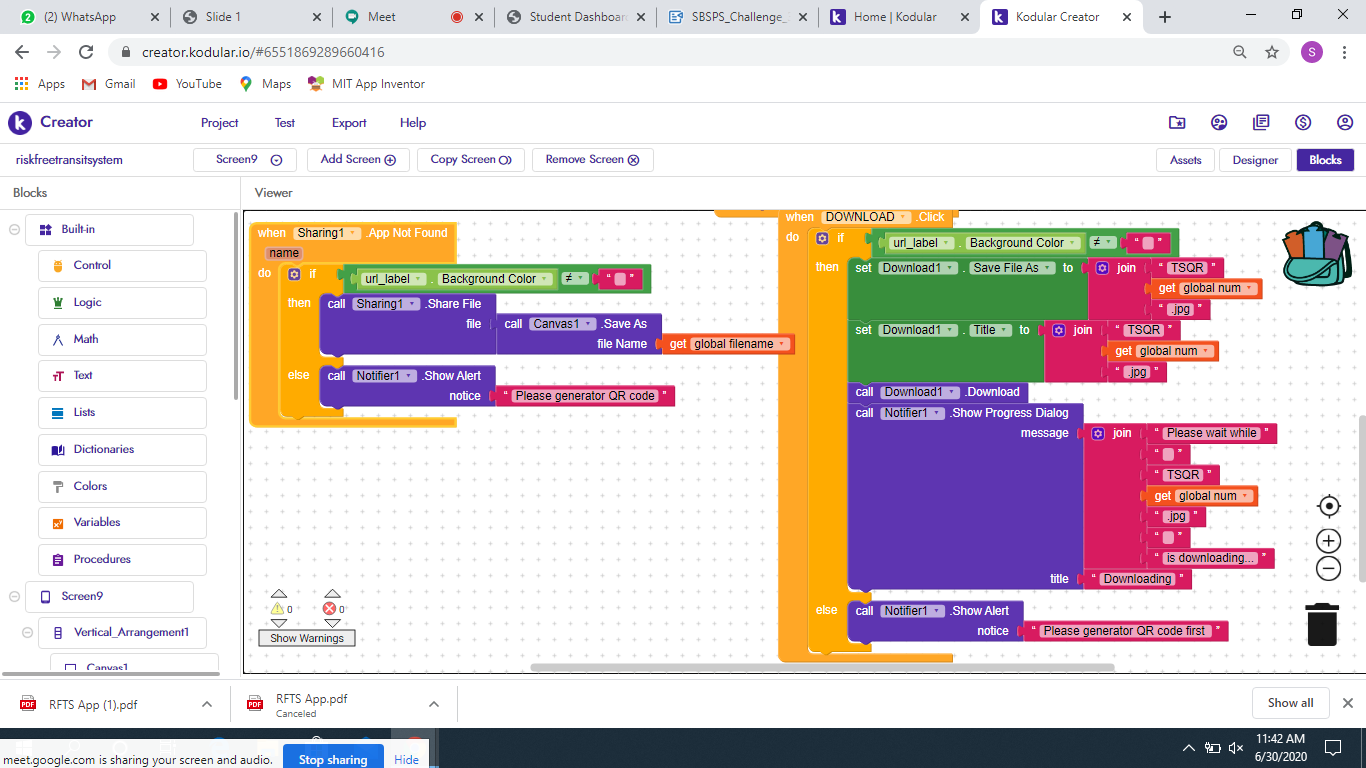 (2) WhatsApp
Slide 1
Meet
Student Dashboan
SBSPS_Challenge_
Home | Kodular
Kodular Creator
creator.kodular.io/#6551869289660416
S
Apps
Gmail
YouTube
Maps
MIT App Inventor
Creator
Project
Test
Export
Help
riskfreetransitsystem
Screen9
Add Screen
Copy Screen
Remove Screen
Assets
Designer
Blocks
Blocks
Viewer
Built-in
Control
Logic
Math
Text
Lists
Dictionaries
Colors
Variables
Procedures
Screen9
Vertical_Arrangement1
Canvas1
when Sharing1 .App Not Found
name
do if url_label . Background Color ≠ “ ”
then call Sharing1 .Share File
file call Canvas1 .Save As
file Name get global filename
else call Notifier1 .Show Alert
notice “ Please generator QR code ”
when DOWNLOAD .Click
do if url_label . Background Color ≠ “ ”
then set Download1 . Save File As to join “ TSQR ”
get global num
“ .jpg ”
set Download1 . Title to join “ TSQR ”
get global num
“ .jpg ”
call Download1 .Download
call Notifier1 .Show Progress Dialog
message join “ Please wait while ”
“ ”
“ TSQR ”
get global num
“ .jpg ”
“ ”
“ is downloading... ”
title “ Downloading ”
else call Notifier1 .Show Alert
notice “ Please generator QR code first ”
0 0
Show Warnings
RFTS App (1).pdf
RFTS App.pdf
Canceled
Show all
meet.google.com is sharing your screen and audio.
Stop sharing
Hide
11:42 AM
6/30/2020